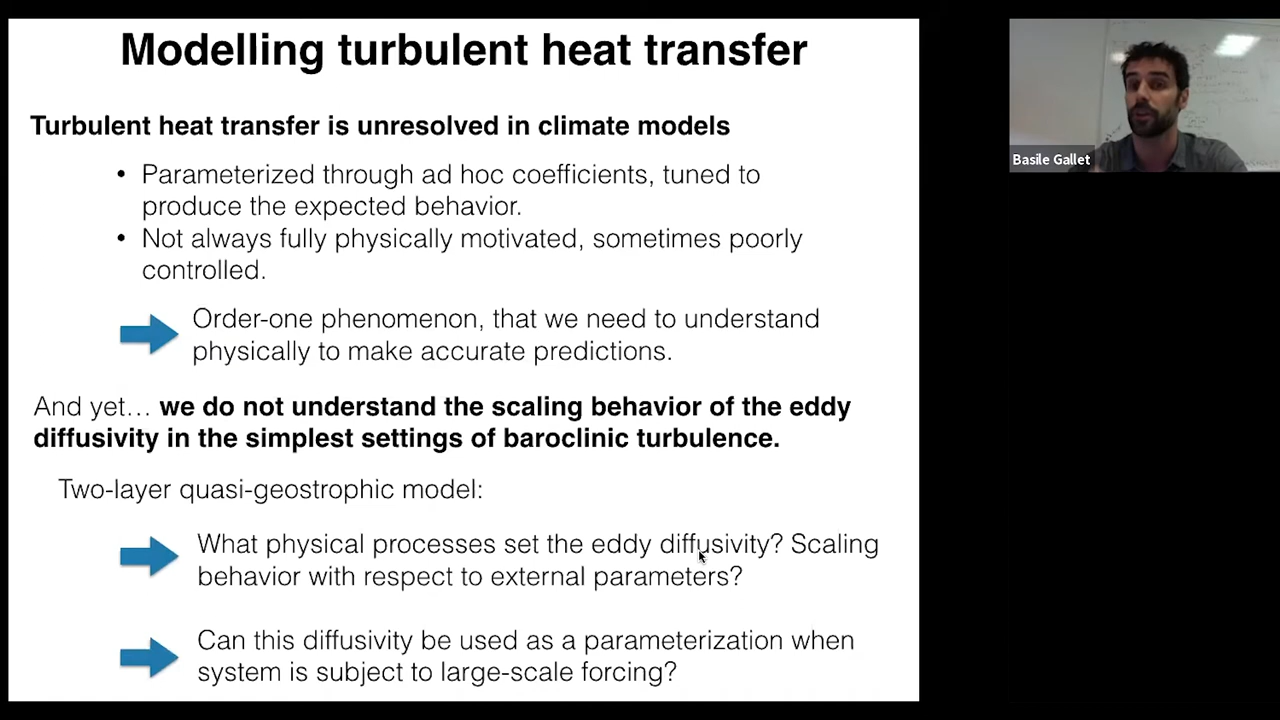 Modelling turbulent heat transfer
Turbulent heat transfer is unresolved in climate models
• Parameterized through ad hoc coefficients, tuned to
produce the expected behavior.
• Not always fully physically motivated, sometimes poorly
controlled.
Order-one phenomenon, that we need to understand
physically to make accurate predictions.
And yet… we do not understand the scaling behavior of the eddy
diffusivity in the simplest settings of baroclinic turbulence.
Two-layer quasi-geostrophic model:
What physical processes set the eddy diffusivity? Scaling
behavior with respect to external parameters?
Can this diffusivity be used as a parameterization when
system is subject to large-scale forcing?
Basile Gallet